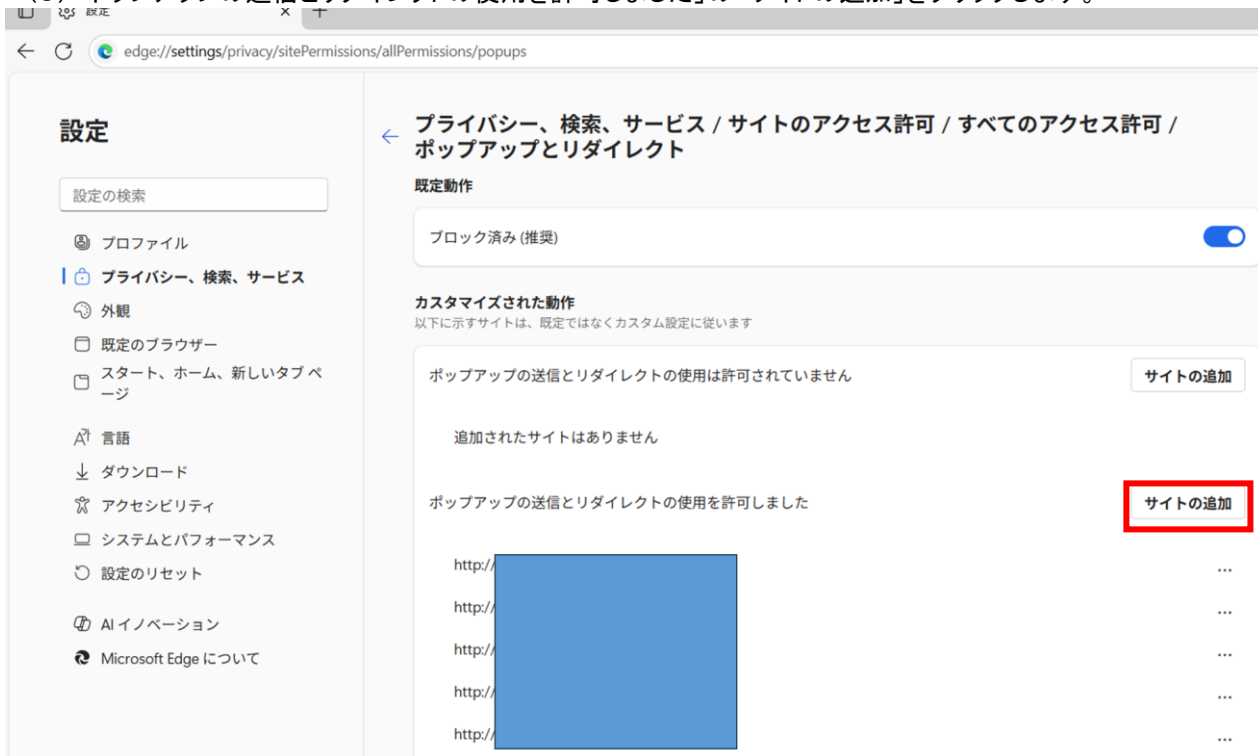 設定
edge://settings/privacy/sitePermissions/allPermissions/popups
設定
設定の検索
プロファイル
プライバシー、検索、サービス
外観
既定のブラウザー
スタート、ホーム、新しいタブ ペ
ージ
言語
ダウンロード
アクセシビリティ
システムとパフォーマンス
設定のリセット
AI イノベーション
Microsoft Edge について
プライバシー、検索、サービス / サイトのアクセス許可 / すべてのアクセス許可 /
ポップアップとリダイレクト
既定動作
ブロック済み (推奨)
カスタマイズされた動作
以下に示すサイトは、既定ではなくカスタム設定に従います
ポップアップの送信とリダイレクトの使用は許可されていません
サイトの追加
追加されたサイトはありません
ポップアップの送信とリダイレクトの使用を許可しました
サイトの追加
http://
http://
http://
http://
http://